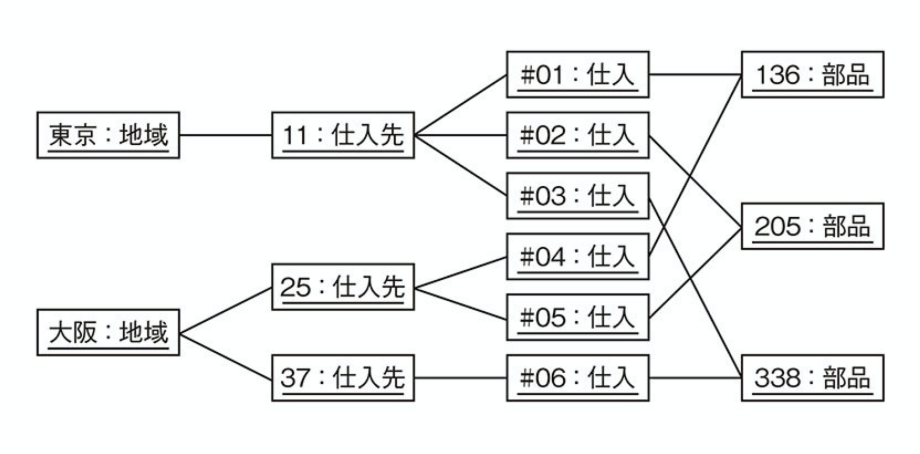 東京：地域
大阪：地域
11：仕入先
25：仕入先
37：仕入先
#01：仕入
#02：仕入
#03：仕入
#04：仕入
#05：仕入
#06：仕入
136：部品
205：部品
338：部品